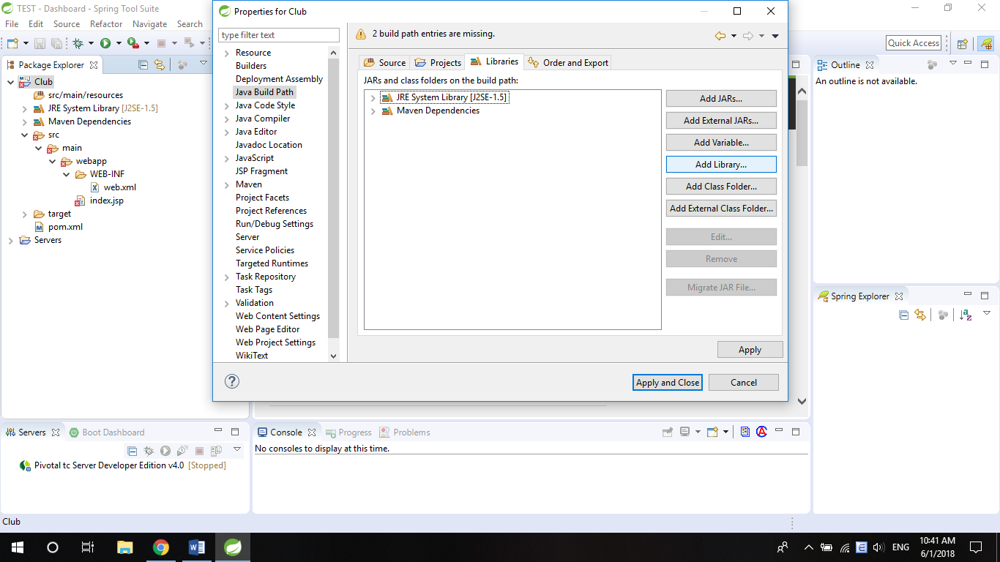 TEST - Dashboard - Spring Tool Suite
File Edit Source Refactor Navigate Search
Quick Access
Package Explorer
Club
src/main/resources
JRE System Library [J2SE-1.5]
Maven Dependencies
src
main
webapp
WEB-INF
web.xml
index.jsp
target
pom.xml
Servers
Properties for Club
type filter text
Resource
Builders
Deployment Assembly
Java Build Path
Java Code Style
Java Compiler
Java Editor
Javadoc Location
JavaScript
JSP Fragment
Maven
Project Facets
Project References
Run/Debug Settings
Server
Service Policies
Targeted Runtimes
Task Repository
Task Tags
Validation
Web Content Settings
Web Page Editor
Web Project Settings
WikiText
2 build path entries are missing.
Source Projects Libraries Order and Export
JARs and class folders on the build path:
JRE System Library [J2SE-1.5]
Maven Dependencies
Add JARs...
Add External JARs...
Add Variable...
Add Library...
Add Class Folder...
Add External Class Folder...
Edit...
Remove
Migrate JAR File...
Apply
Apply and Close Cancel
Outline
An outline is not available.
Spring Explorer
Servers Boot Dashboard
Pivotal tc Server Developer Edition v4.0 [Stopped]
Console Progress Problems
No consoles to display at this time.
Club
ENG
10:41 AM
6/1/2018